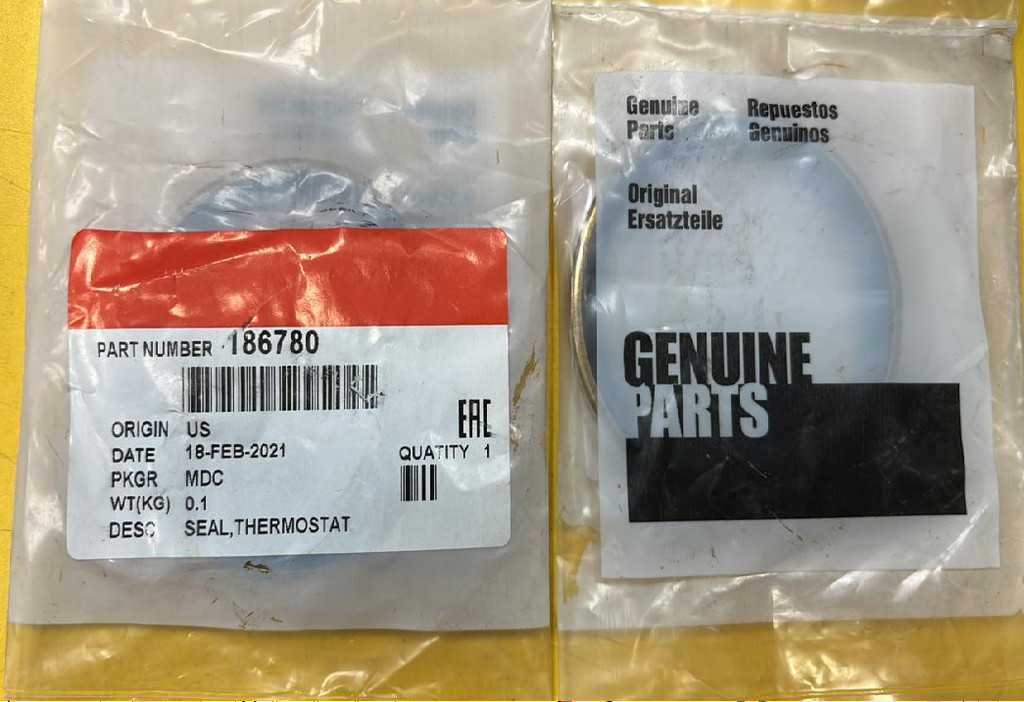 PART NUMBER 186780
ORIGIN US
DATE 18-FEB-2021
PKGR MDC
WT(KG) 0.1
DESC SEAL,THERMOSTAT
EAC
QUATITY 1
Genuine
Parts
Repuestos
Genuinos
Original
Ersatzteile
GENUINE
PARTS